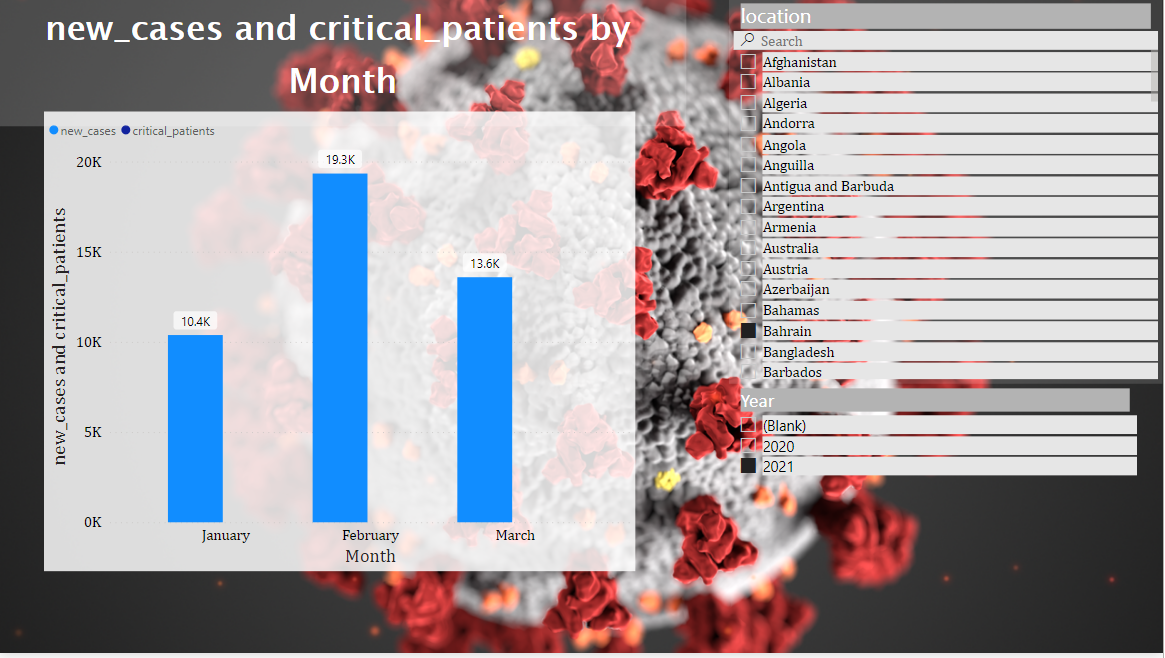 new_cases and critical_patients by
Month
new_cases critical_patients
new_cases and critical_patients
20K
15K
10K
5K
0K
10.4K
19.3K
13.6K
January February March
Month
location
Search
Afghanistan
Albania
Algeria
Andorra
Angola
Anguilla
Antigua and Barbuda
Argentina
Armenia
Australia
Austria
Azerbaijan
Bahamas
Bahrain
Bangladesh
Barbados
Year
(Blank)
2020
2021